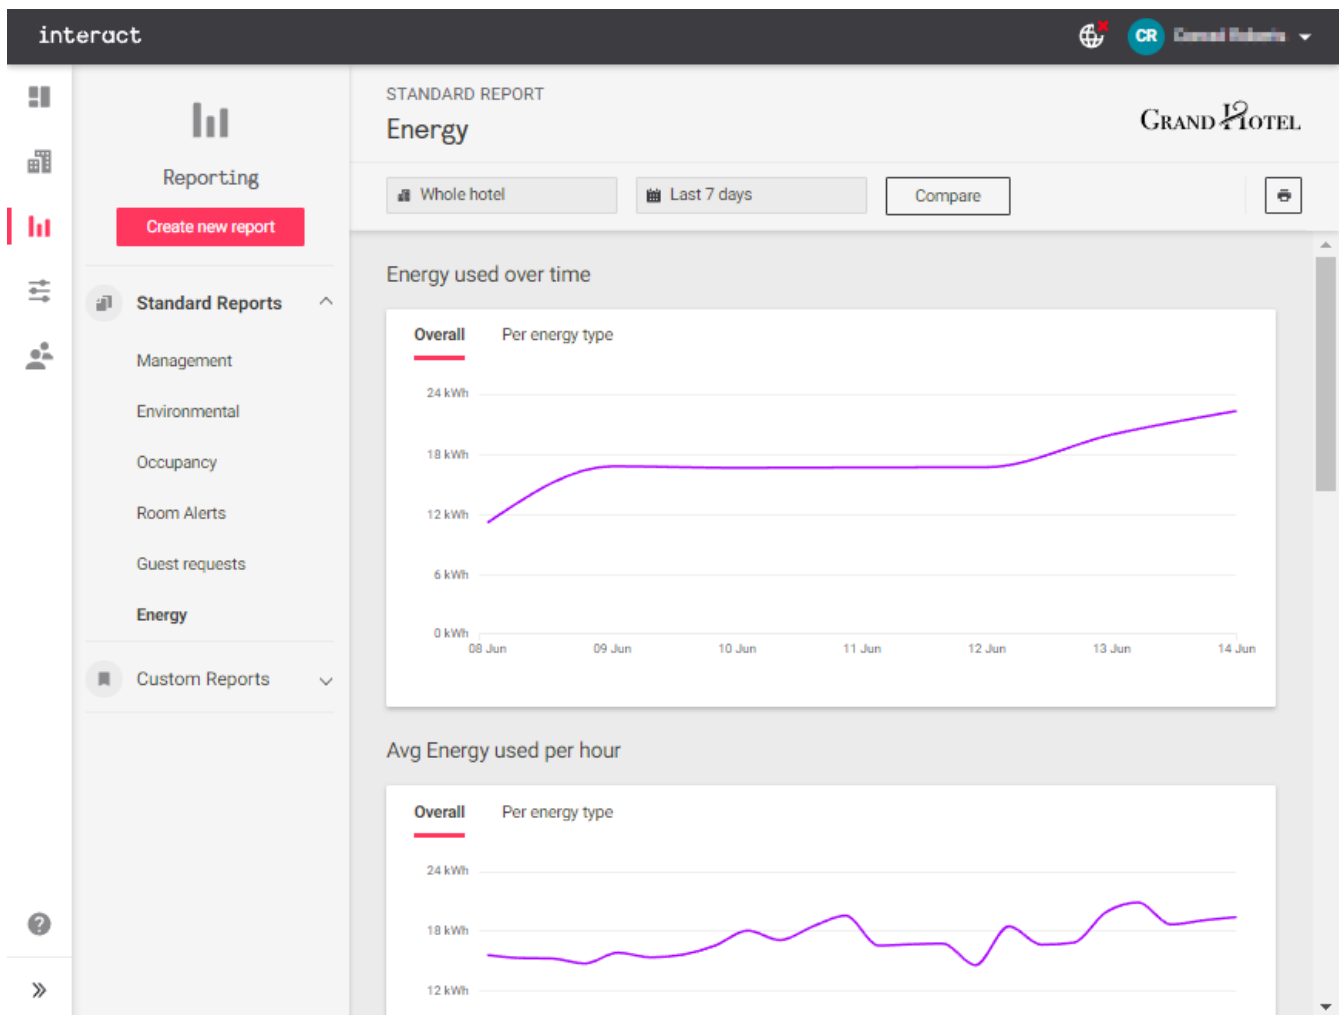 interact
CR
STANDARD REPORT
Energy
GRAND HOTEL
Reporting
Create new report
Whole hotel
Last 7 days
Compare
Standard Reports
Management
Environmental
Occupancy
Room Alerts
Guest requests
Energy
Custom Reports
Energy used over time
Overall Per energy type
24 kWh
18 kWh
12 kWh
6 kWh
0 kWh
08 Jun 09 Jun 10 Jun 11 Jun 12 Jun 13 Jun 14 Jun
Avg Energy used per hour
Overall Per energy type
24 kWh
18 kWh
12 kWh